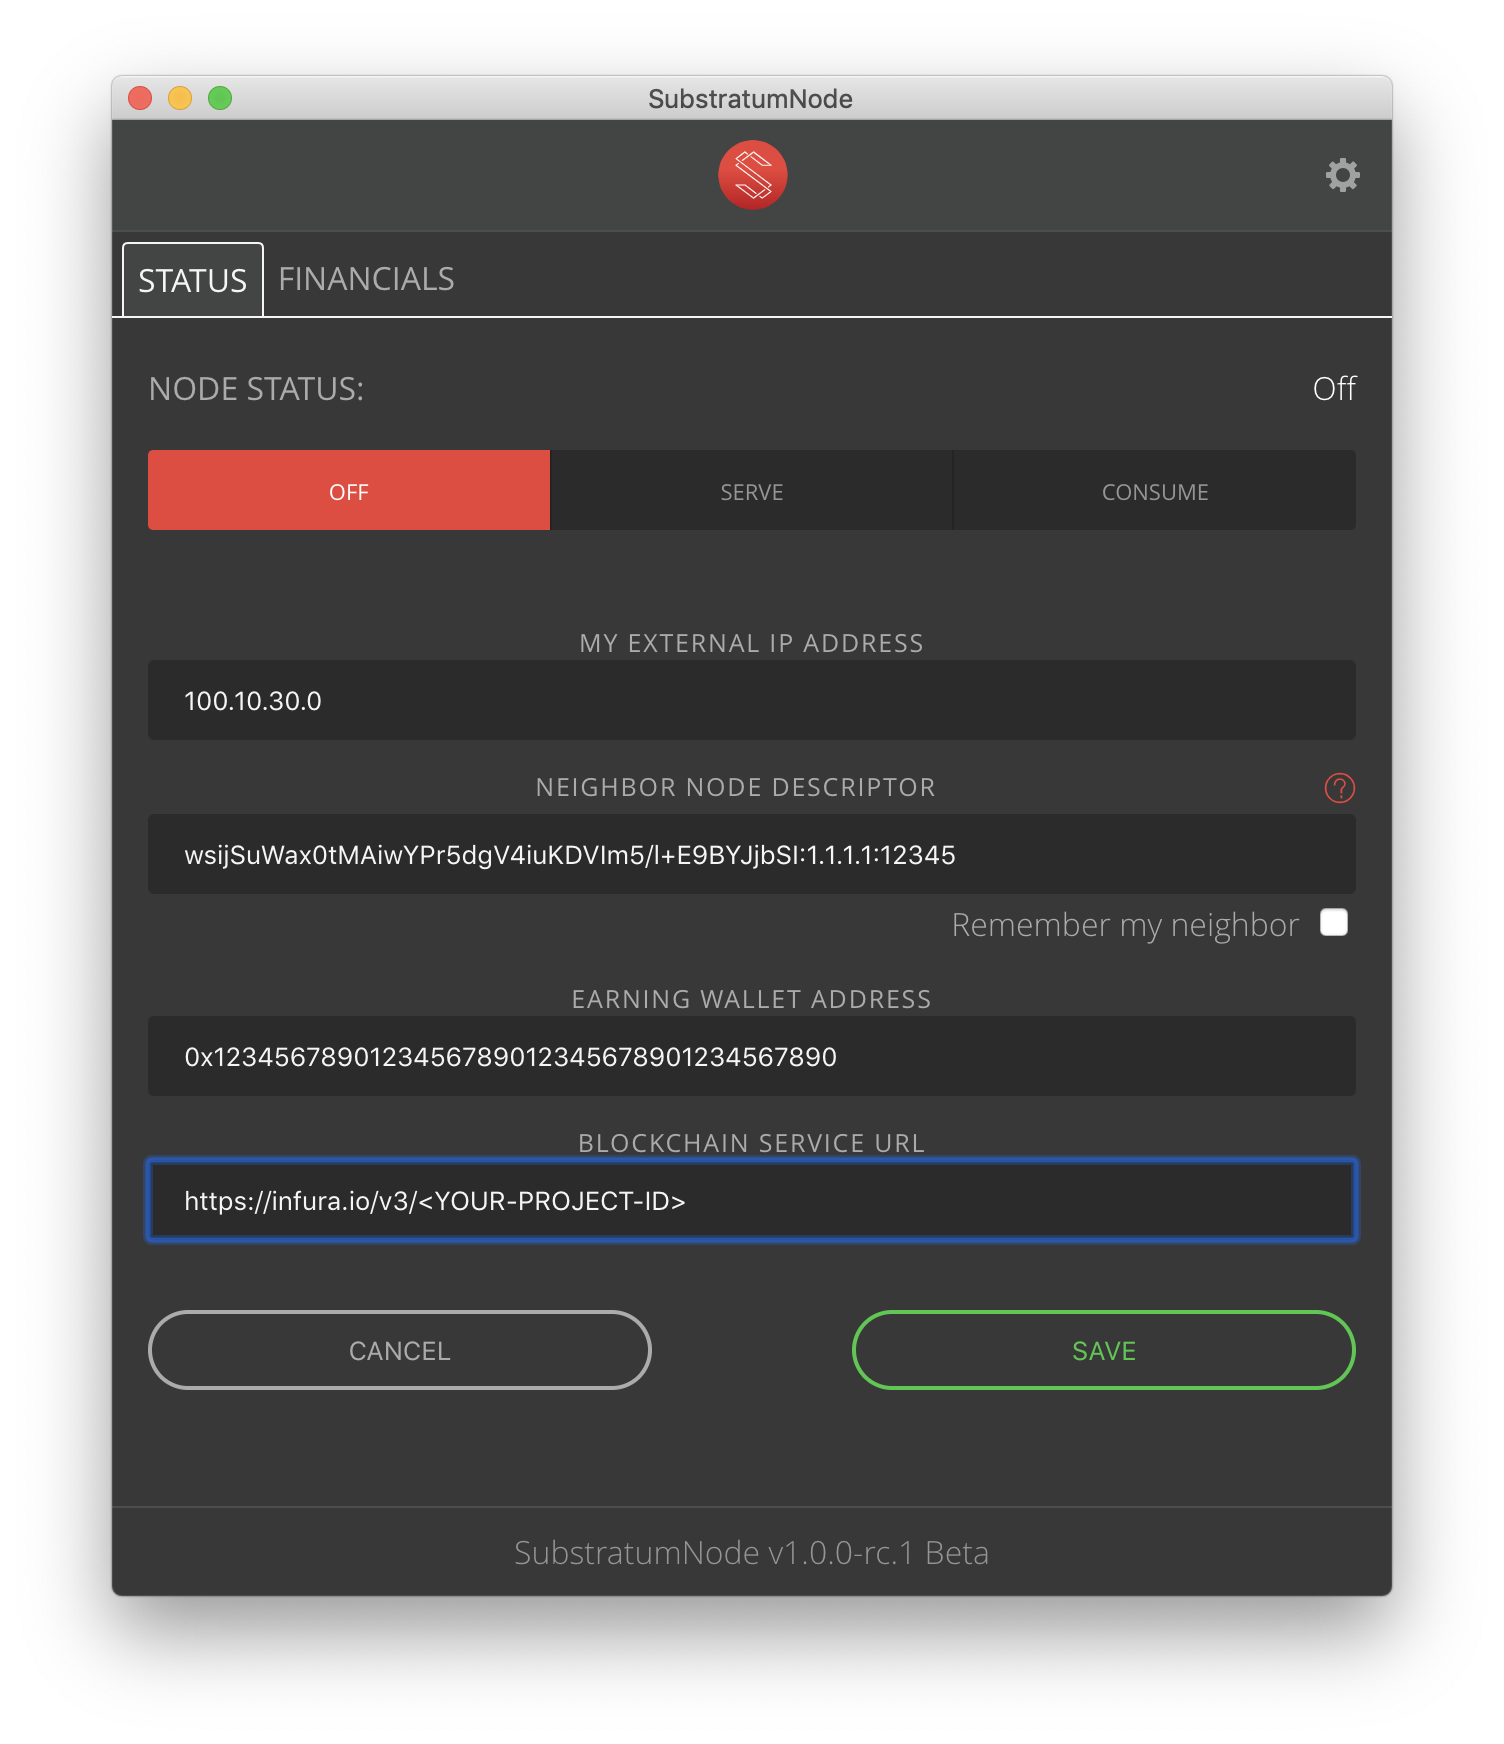 SubstratumNode
STATUS FINANCIALS
NODE STATUS: Off
OFF SERVE CONSUME
MY EXTERNAL IP ADDRESS
100.10.30.0
NEIGHBOR NODE DESCRIPTOR ?
wsijSuWax0tMAiwYPr5dgV4iuKDVIm5/l+E9BYJjbSI:1.1.1.1:12345
Remember my neighbor
EARNING WALLET ADDRESS
0x1234567890123456789012345678901234567890
BLOCKCHAIN SERVICE URL
https://infura.io/v3/<YOUR-PROJECT-ID>
CANCEL SAVE
SubstratumNode v1.0.0-rc.1 Beta